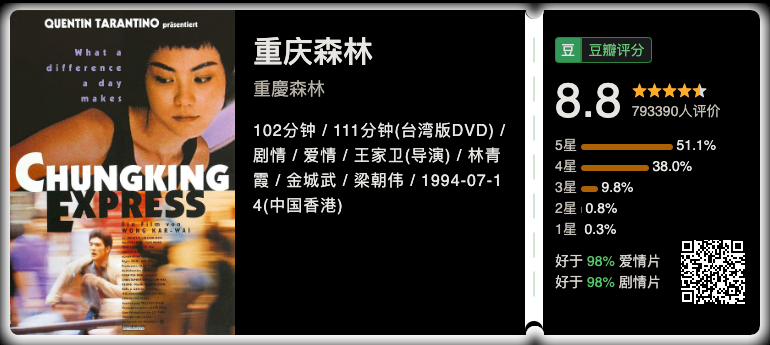 QUENTIN TARANTINO präsentiert
What a
difference
a day
makes
CHUNGKING
EXPRESS
Ein Film von
WONG KAR-WAI
重庆森林
重慶森林
102分钟 / 111分钟(台湾版DVD) /
剧情 / 爱情 / 王家卫(导演) / 林青
霞 / 金城武 / 梁朝伟 / 1994-07-1
4(中国香港)
豆 豆瓣评分
8.8
793390人评价
5星 51.1%
4星 38.0%
3星 9.8%
2星 0.8%
1星 0.3%
好于 98% 爱情片
好于 98% 剧情片